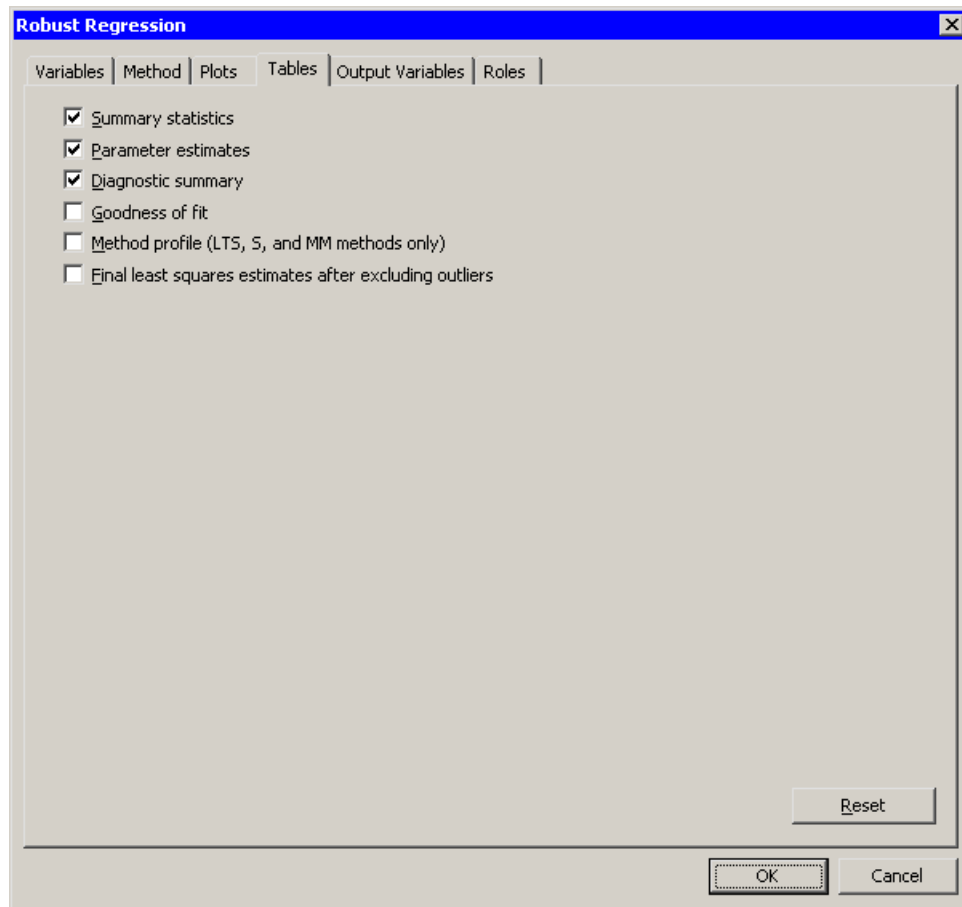 Robust Regression
Variables Method Plots Tables Output Variables Roles
Summary statistics
Parameter estimates
Diagnostic summary
Goodness of fit
Method profile (LTS, S, and MM methods only)
Final least squares estimates after excluding outliers
Reset
OK Cancel